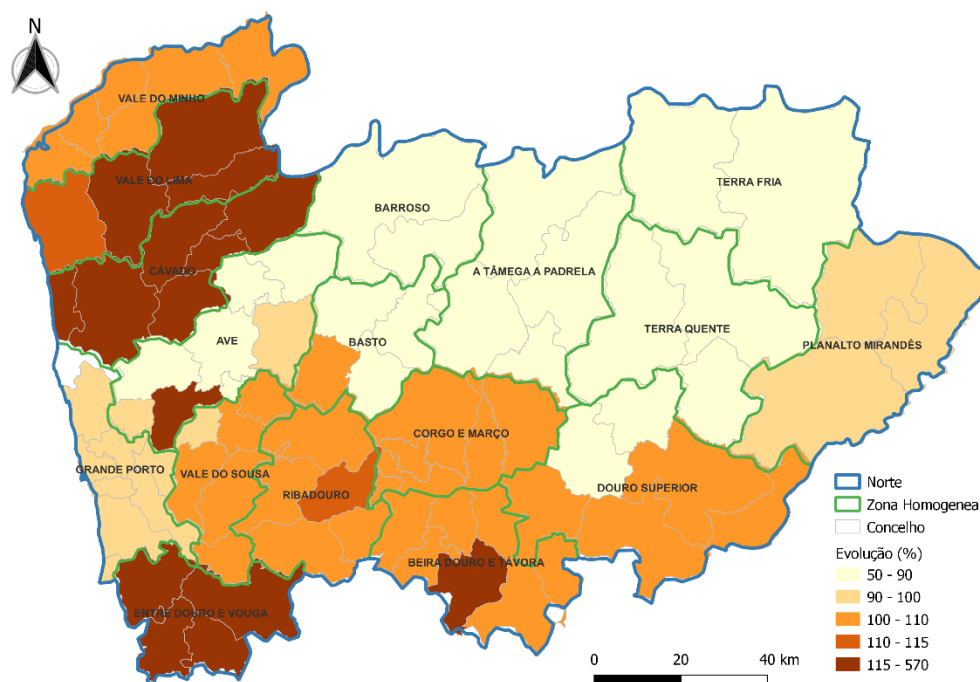 N
VALE DO MINHO
VALE DO LIMA
TERRA FRIA
BARROSO
CÁVADO
A TÂMEGA A PADRELA
AVE
BASTO
TERRA QUENTE
PLANALTO MIRANDÊS
CORGO E MARÇO
GRANDE PORTO
VALE DO SOUSA
RIBADOURO
DOURO SUPERIOR
BEIRA DOURO E TÁVORA
ENTRE DOURO E VOUGA
Norte
Zona Homogenea
Concelho
Evolução (%)
50 - 90
90 - 100
100 - 110
110 - 115
115 - 570
0 20 40 km